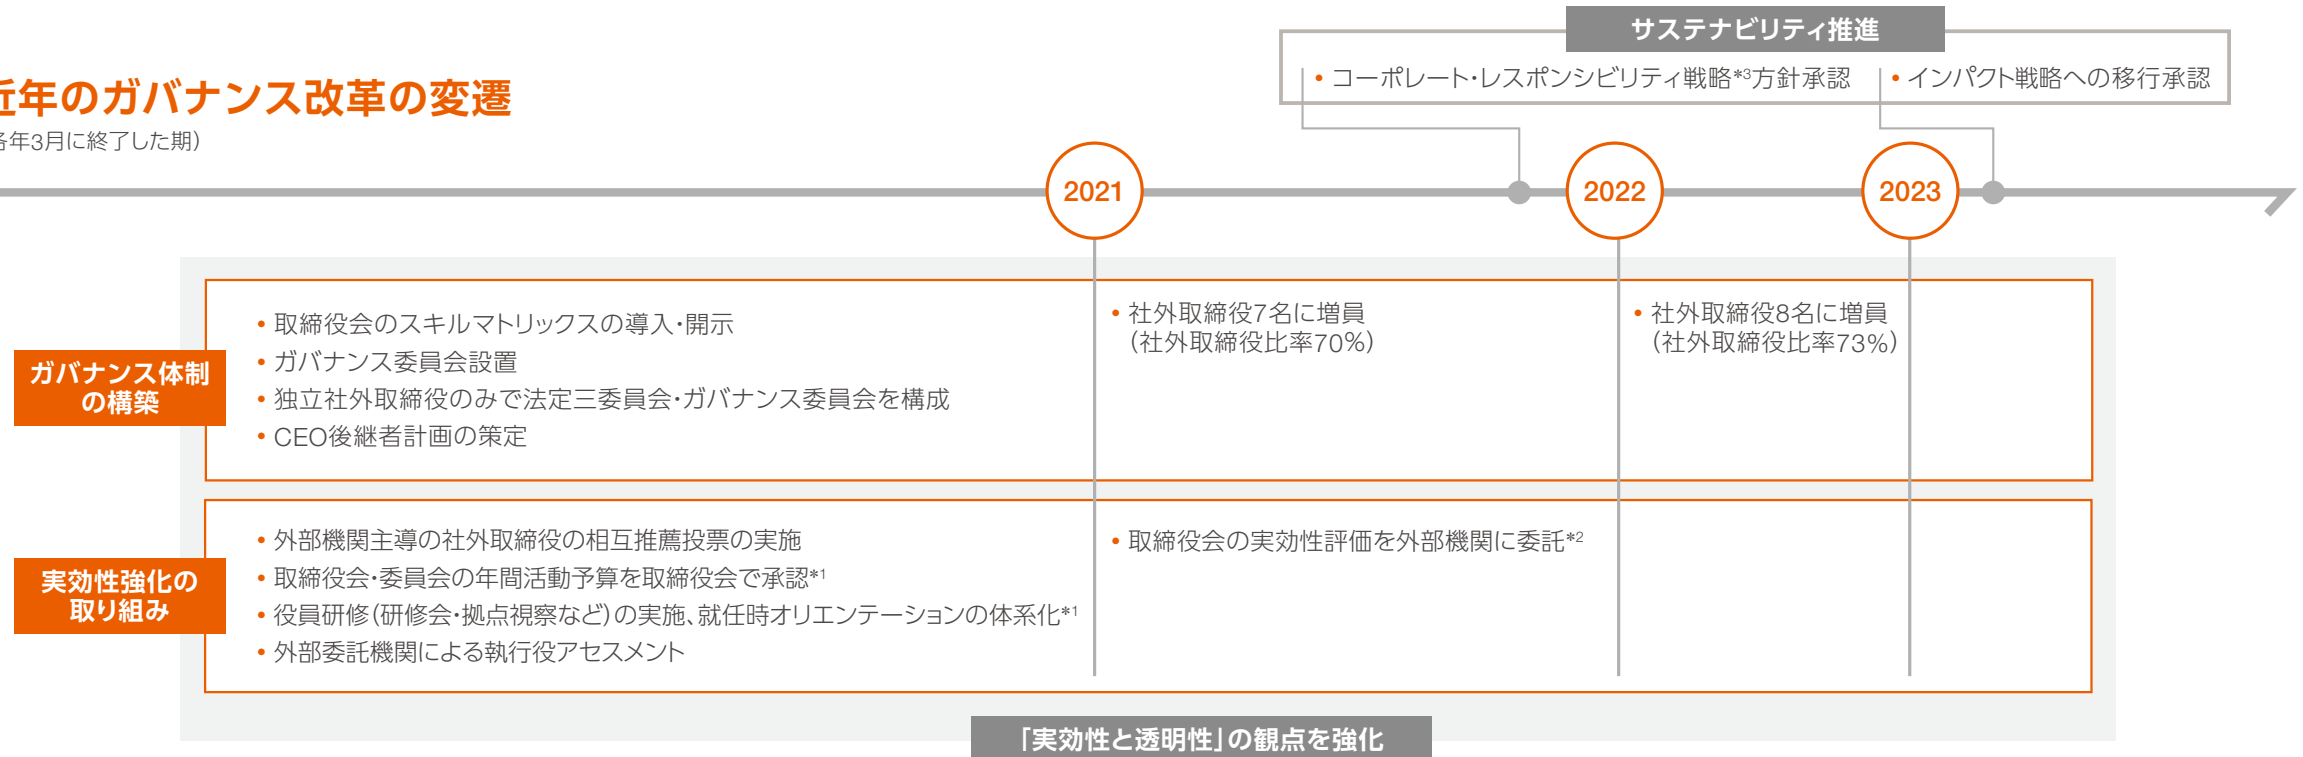 サステナビリティ推進
• コーポレート・レスポンシビリティ戦略*3方針承認
• インパクト戦略への移行承認
近年のガバナンス改革の変遷
各年3月に終了した期）
2021
2022
2023
ガバナンス体制
の構築
• 取締役会のスキルマトリックスの導入・開示
• ガバナンス委員会設置
• 独立社外取締役のみで法定三委員会・ガバナンス委員会を構成
• CEO後継者計画の策定
• 社外取締役7名に増員
（社外取締役比率70％）
• 社外取締役8名に増員
（社外取締役比率73％）
実効性強化の
取り組み
• 外部機関主導の社外取締役の相互推薦投票の実施
• 取締役会・委員会の年間活動予算を取締役会で承認*1
• 役員研修（研修会・拠点視察など）の実施、就任時オリエンテーションの体系化*1
• 外部委託機関による執行役アセスメント
• 取締役会の実効性評価を外部機関に委託*2
「実効性と透明性」の観点を強化